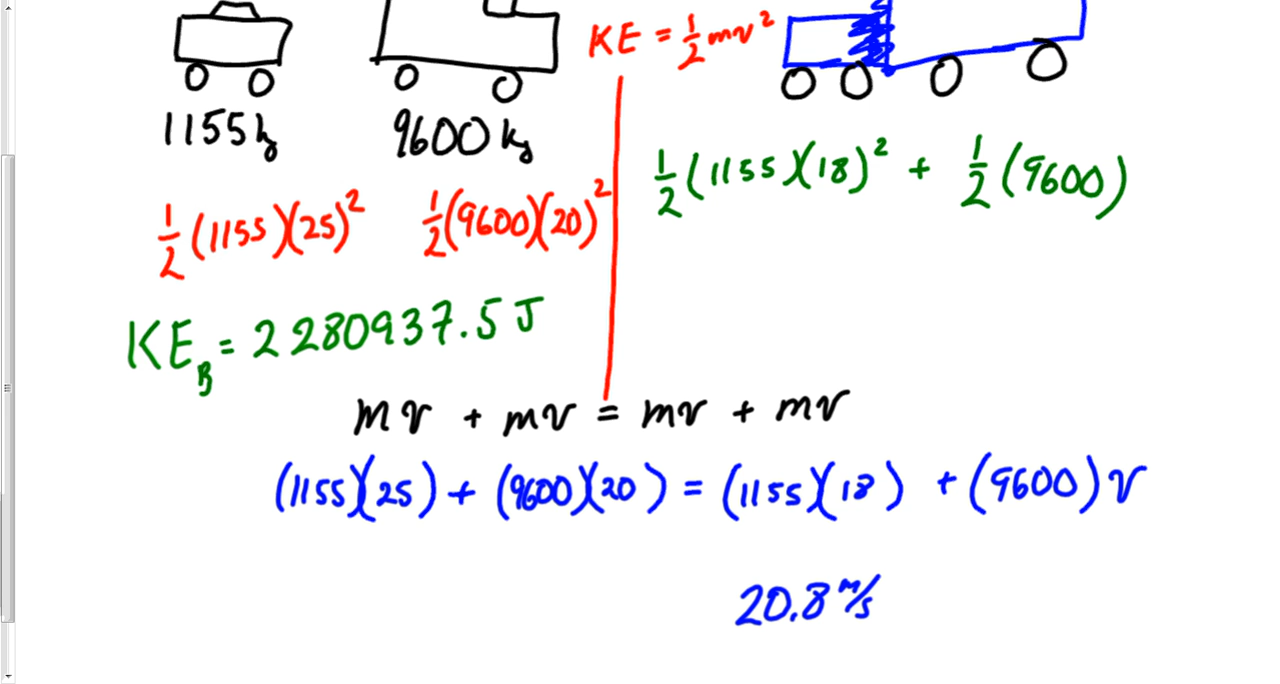 KE = 1/2 mv²
1155 kg 9600 kg
1/2 (1155)(18)² + 1/2 (9600)
1/2 (1155)(25)² 1/2 (9600)(20)²
KE_B = 2280937.5 J
mv + mv = mv + mv
(1155)(25) + (9600)(20) = (1155)(18) + (9600) v
20.8 m/s